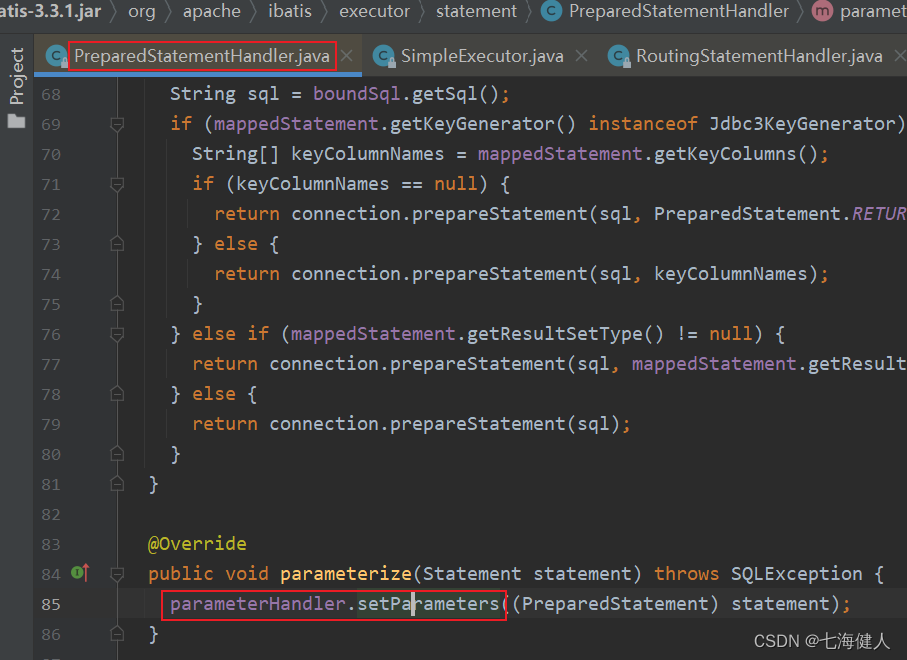 atis-3.3.1.jar org apache ibatis executor statement C PreparedStatementHandler m paramet
Project
C PreparedStatementHandler.java C SimpleExecutor.java C RoutingStatementHandler.java
68 String sql = boundSql.getSql();
69 if (mappedStatement.getKeyGenerator() instanceof Jdbc3KeyGenerator)
70 String[] keyColumnNames = mappedStatement.getKeyColumns();
71 if (keyColumnNames == null) {
72 return connection.prepareStatement(sql, PreparedStatement.RETUR
73 } else {
74 return connection.prepareStatement(sql, keyColumnNames);
75 }
76 } else if (mappedStatement.getResultSetType() != null) {
77 return connection.prepareStatement(sql, mappedStatement.getResult
78 } else {
79 return connection.prepareStatement(sql);
80 }
81 }
82
83 @Override
84 I public void parameterize(Statement statement) throws SQLException {
85 parameterHandler.setParameters((PreparedStatement) statement);
86 }
CSDN @七海健人